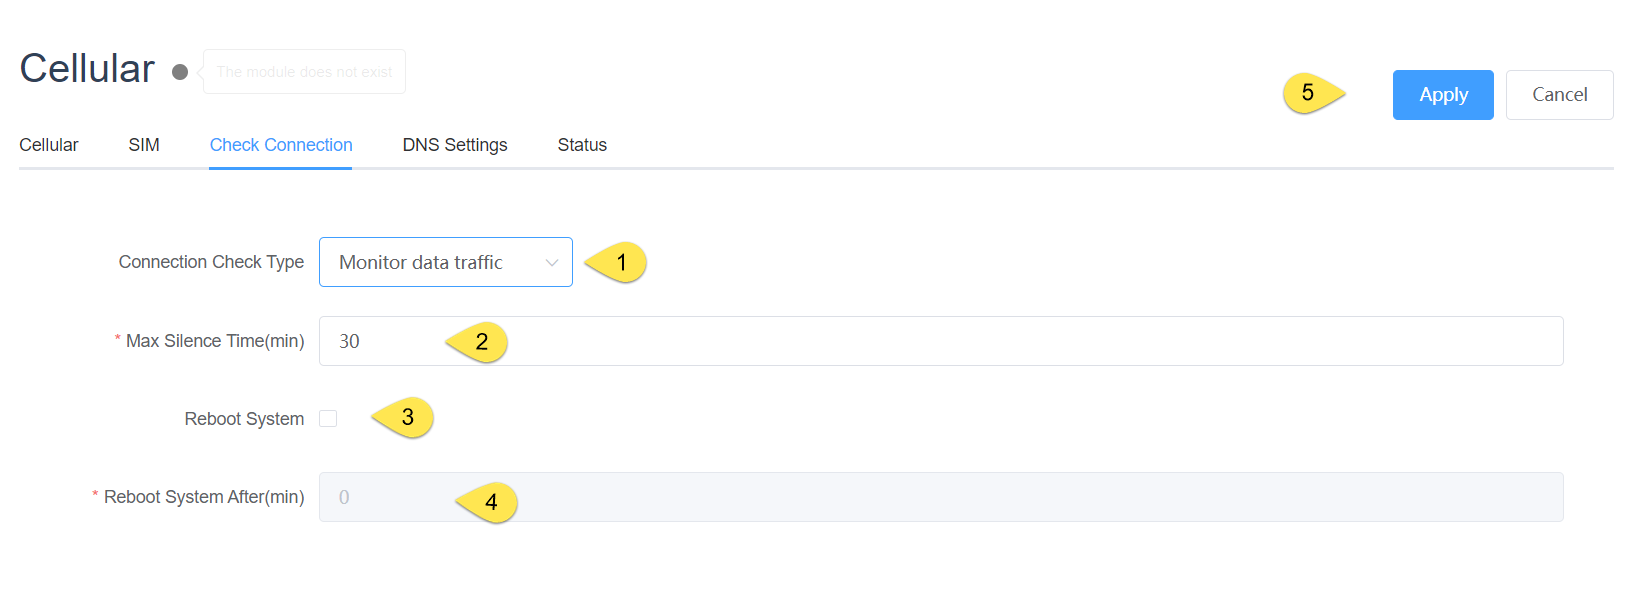 Cellular The module does not exist
5 Apply Cancel
Cellular SIM Check Connection DNS Settings Status
Connection Check Type Monitor data traffic 1
* Max Silence Time(min) 30 2
Reboot System 3
* Reboot System After(min) 0 4